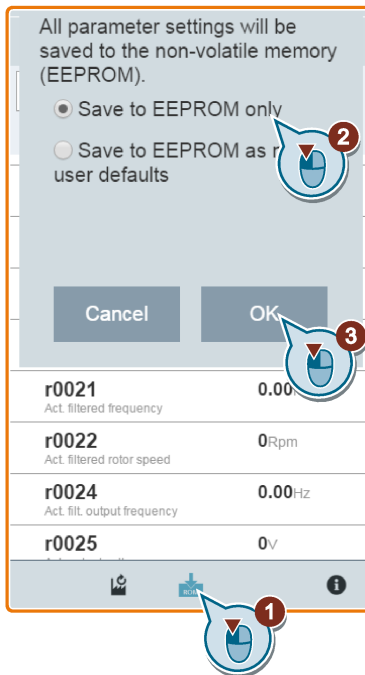 All parameter settings will be
saved to the non-volatile memory
(EEPROM).
Save to EEPROM only
2
Save to EEPROM as
user defaults
Cancel
OK
3
r0021
0.00
Act. filtered frequency
r0022
0Rpm
Act. filtered rotor speed
r0024
0.00Hz
Act. filt. output frequency
r0025
0V
ROM
1